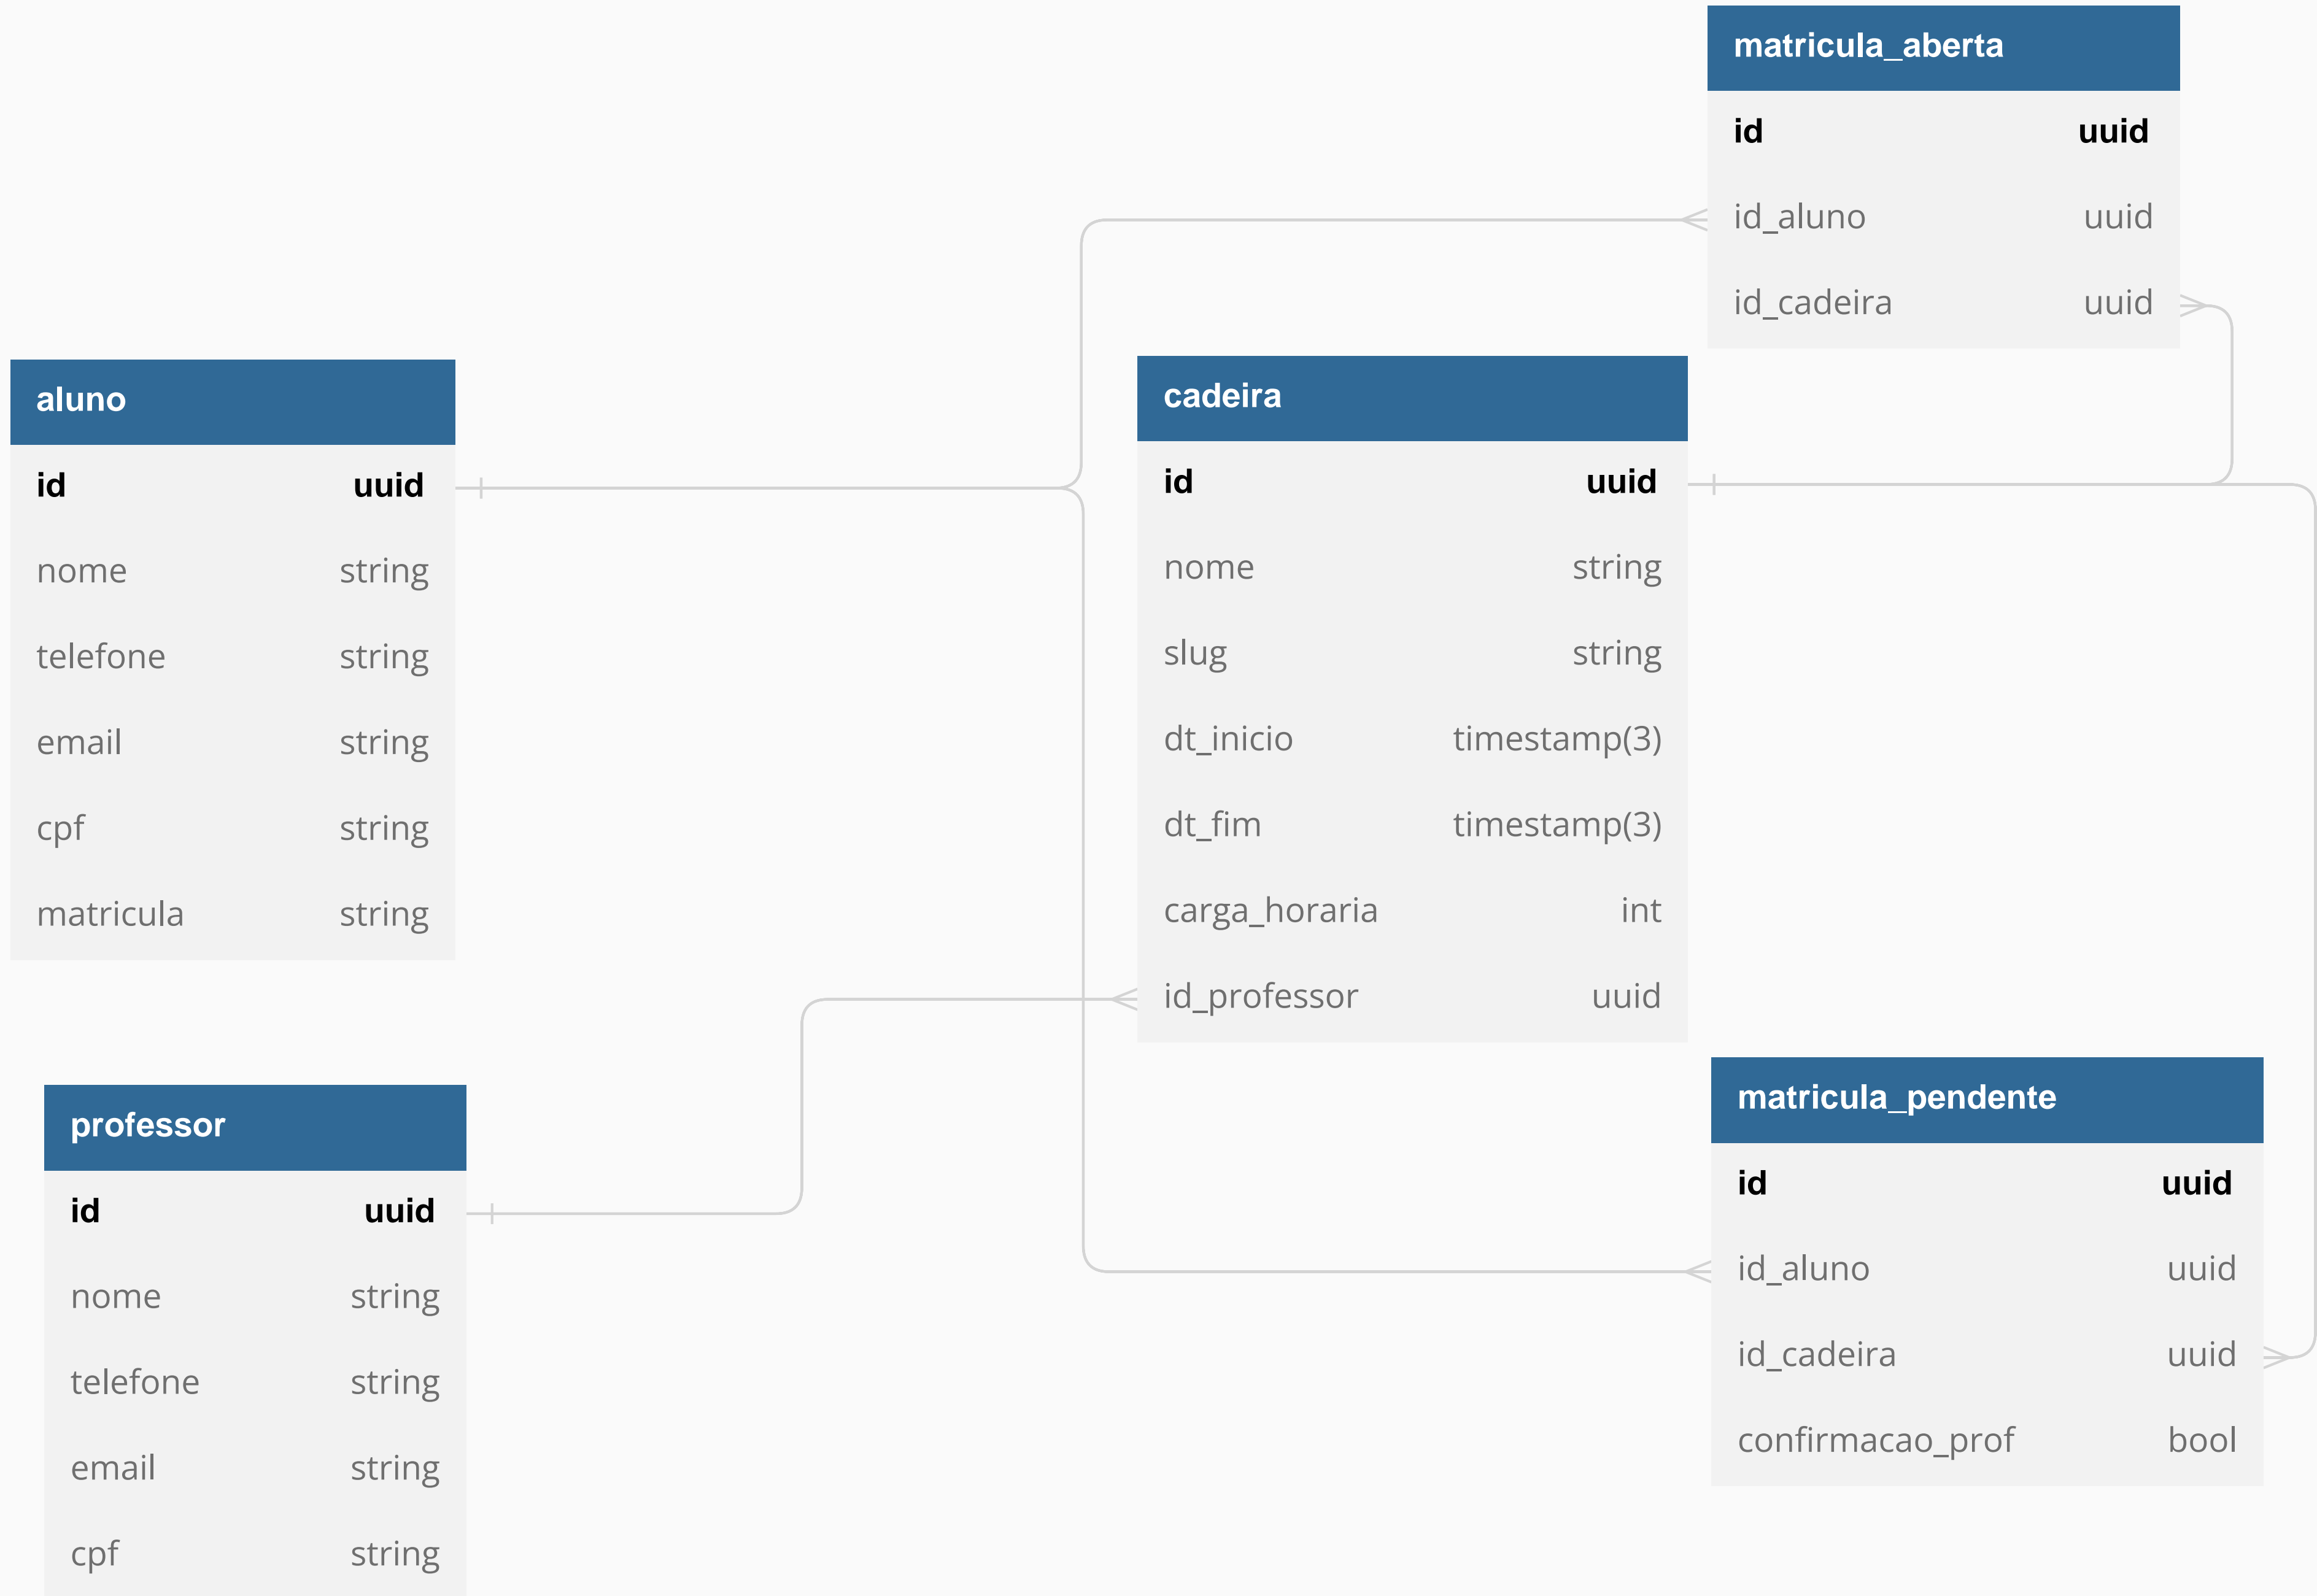 matricula_aberta
id uuid
id_aluno uuid
id_cadeira uuid
aluno
id uuid
nome string
telefone string
email string
cpf string
matricula string
cadeira
id uuid
nome string
slug string
dt_inicio timestamp(3)
dt_fim timestamp(3)
carga_horaria int
id_professor uuid
professor
id uuid
nome string
telefone string
email string
cpf string
matricula_pendente
id uuid
id_aluno uuid
id_cadeira uuid
confirmacao_prof bool